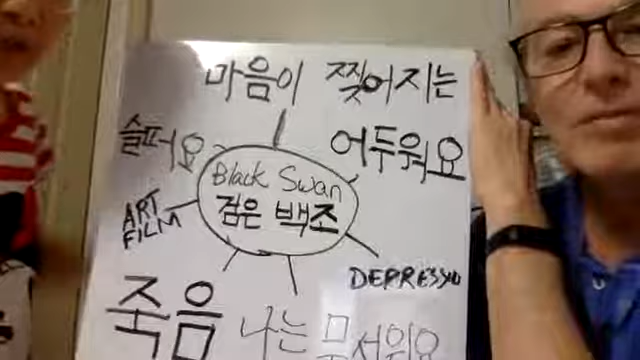 마음이 찢어지는
슬퍼요
어두워요
Black Swan
검은 백조
ART
FILM
DEPRESYU
죽음
나는 무서워요